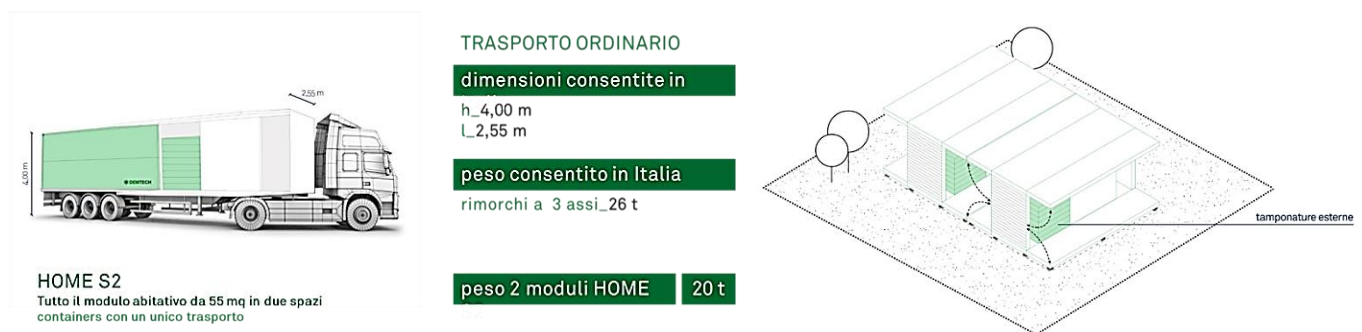 2,55 m
4,00 m
DEMTECH
HOME S2
Tutto il modulo abitativo da 55 mq in due spazi
containers con un unico trasporto
TRASPORTO ORDINARIO
dimensioni consentite in
h_4,00 m
l_2,55 m
peso consentito in Italia
rimorchi a 3 assi_26 t
peso 2 moduli HOME
20 t
tamponature esterne